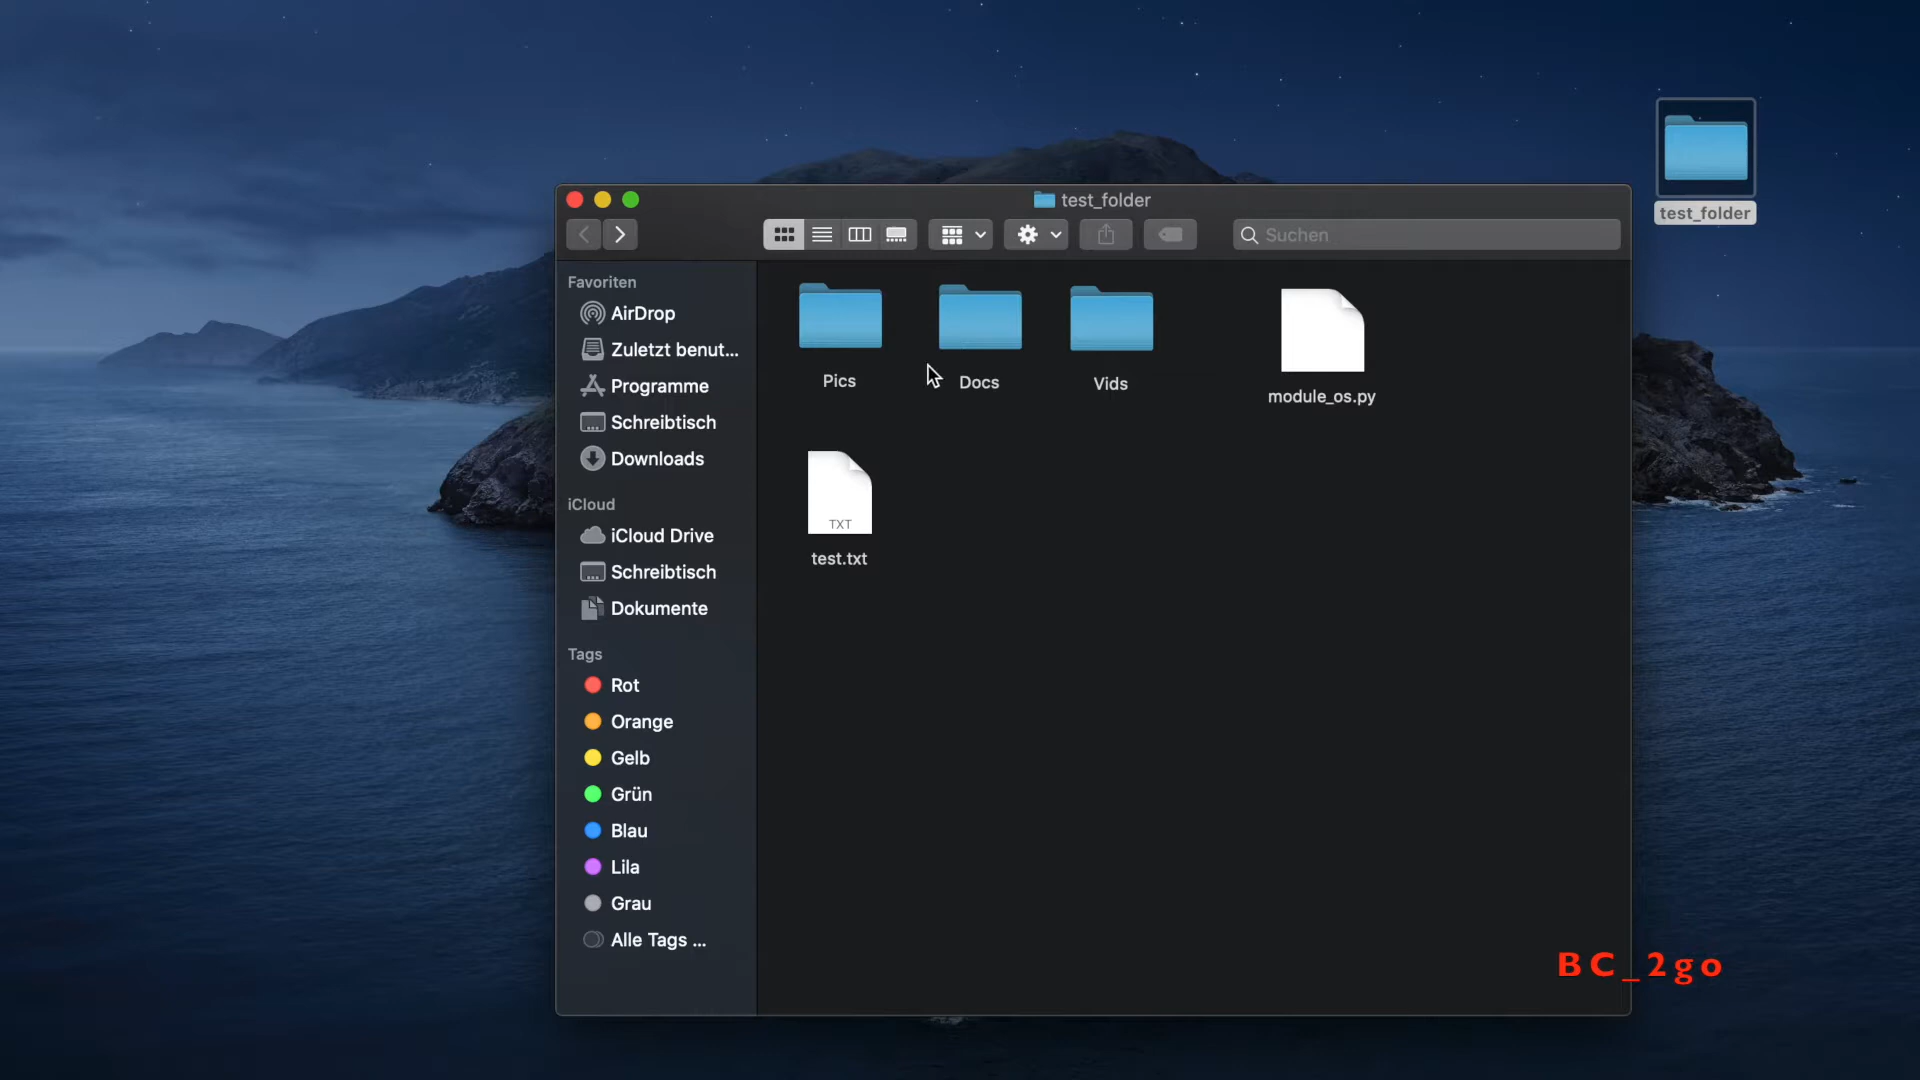 test_folder
test_folder
Suchen
Favoriten
AirDrop
Zuletzt benut...
Programme
Schreibtisch
Downloads
iCloud
iCloud Drive
Schreibtisch
Dokumente
Tags
Rot
Orange
Gelb
Grün
Blau
Lila
Grau
Alle Tags ...
Pics
Docs
Vids
module_os.py
TXT
test.txt
BC_2go